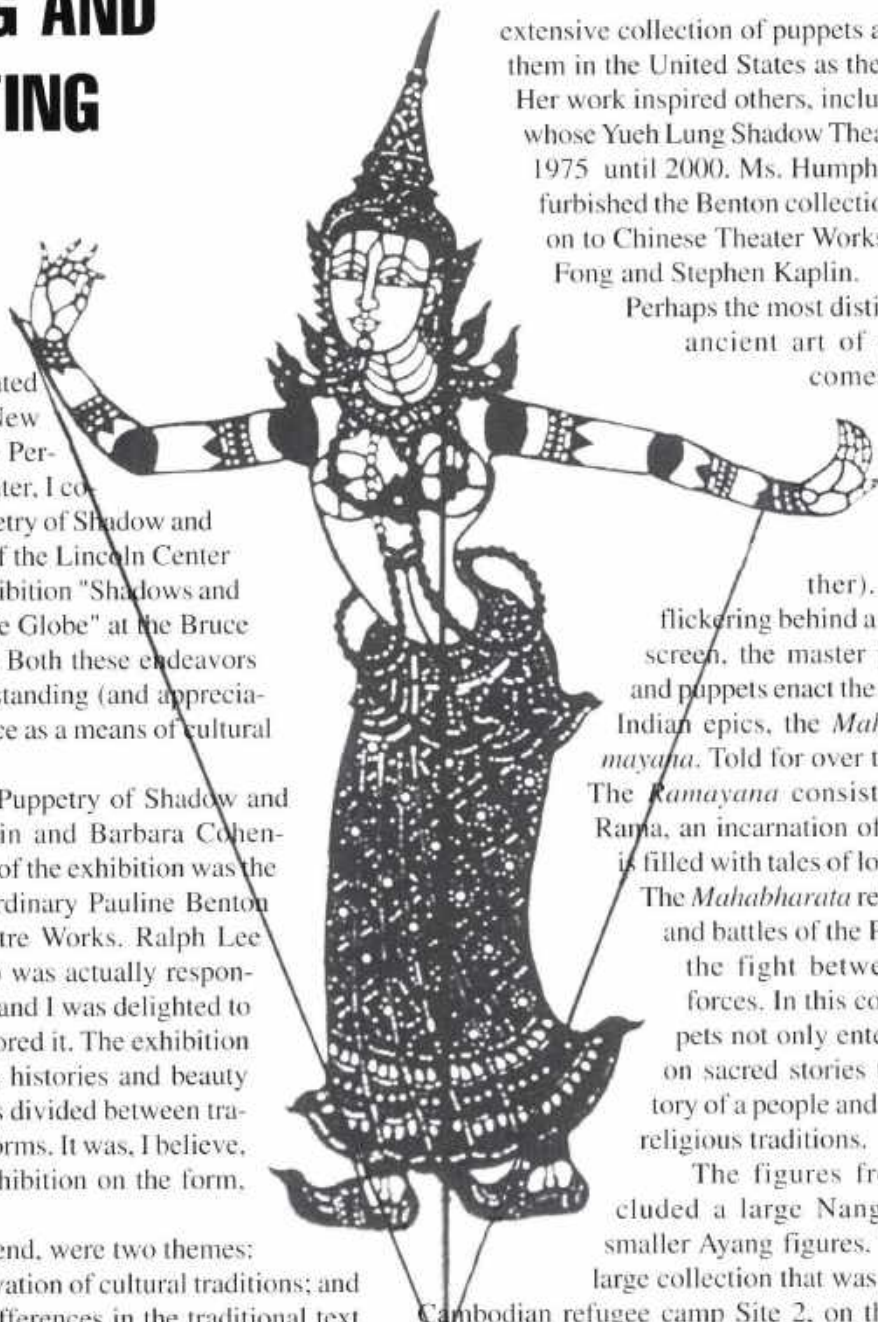 G AND
ING
ated
New
Per-
ter, I co-
etry of Shadow and
f the Lincoln Center
ibition "Shadows and
e Globe" at the Bruce
Both these endeavors
standing (and apprecia-
ce as a means of cultural
Puppetry of Shadow and
in and Barbara Cohen-
of the exhibition was the
rdinary Pauline Benton
tre Works. Ralph Lee
was actually respon-
and I was delighted to
ored it. The exhibition
histories and beauty
s divided between tra-
orms. It was, I believe,
hibition on the form,
end, were two themes:
vation of cultural traditions; and
fferences in the traditional text
extensive collection of puppets a
them in the United States as the
Her work inspired others, inclu
whose Yueh Lung Shadow Thea
1975 until 2000. Ms. Humph
furbished the Benton collectio
on to Chinese Theater Works
Fong and Stephen Kaplin.
Perhaps the most disti
ancient art of
come
ther).
flickering behind a
screen, the master
and puppets enact the
Indian epics, the Mah
mayana. Told for over t
The Ramayana consist
Rama, an incarnation of
is filled with tales of lo
The Mahabharata re
and battles of the P
the fight betwe
forces. In this co
pets not only ente
on sacred stories
tory of a people and
religious traditions.
The figures fr
cluded a large Nang
smaller Ayang figures.
large collection that was
Cambodian refugee camp Site 2, on th